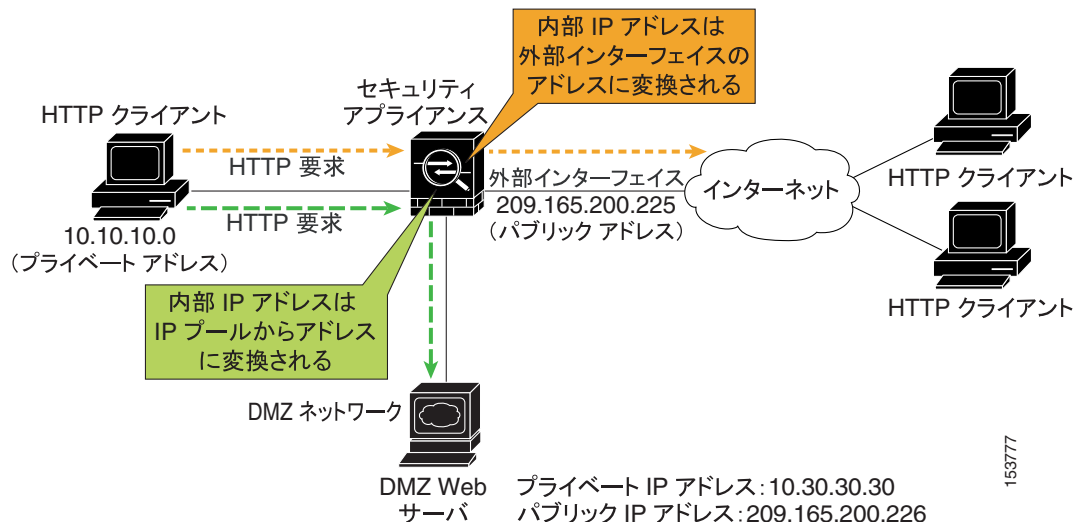 内部 IP アドレスは
外部インターフェイスの
アドレスに変換される
セキュリティ
アプライアンス
HTTP クライアント
HTTP 要求
HTTP 要求
10.10.10.0
（プライベート アドレス）
外部インターフェイス
209.165.200.225
（パブリック アドレス）
インターネット
HTTP クライアント
HTTP クライアント
内部 IP アドレスは
IP プールからアドレス
に変換される
DMZ ネットワーク
DMZ Web
サーバ
プライベート IP アドレス：10.30.30.30
パブリック IP アドレス：209.165.200.226
153777